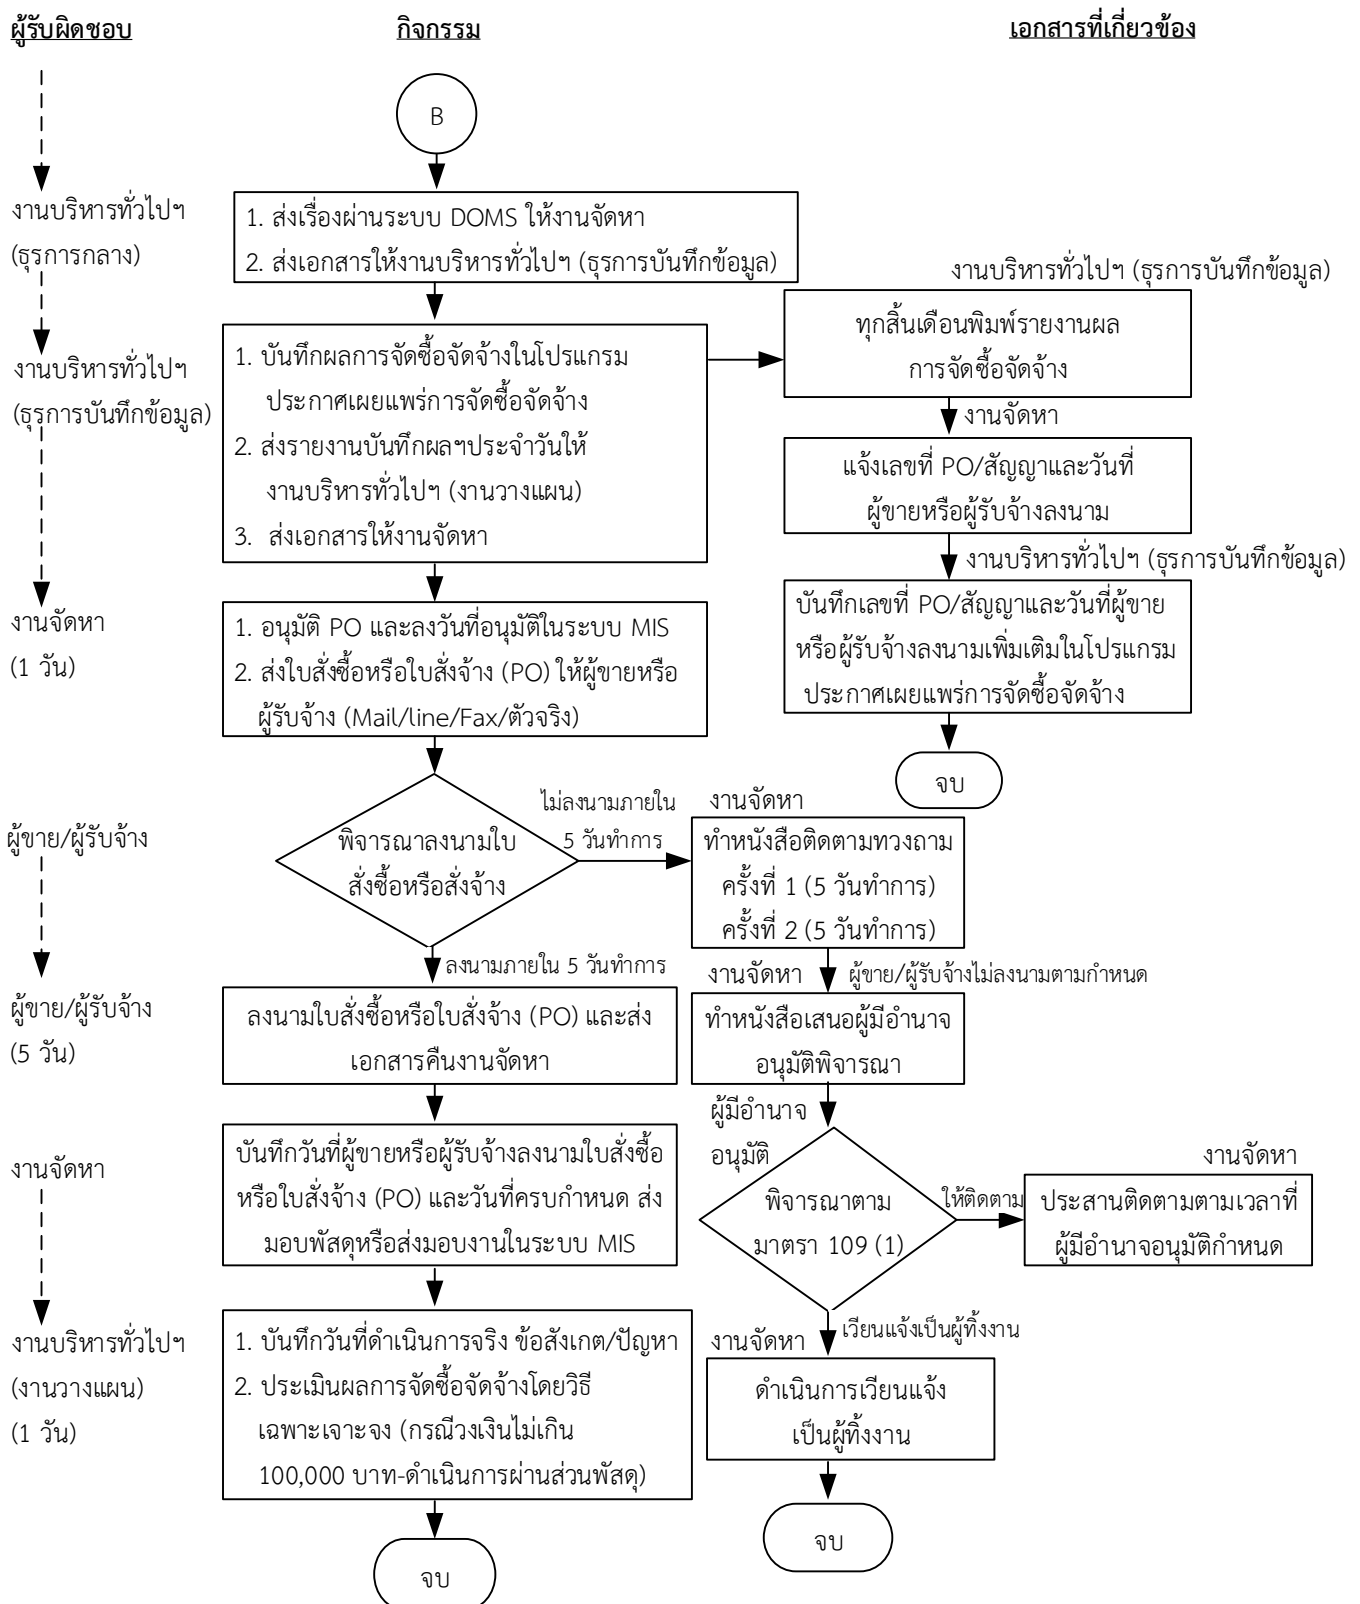 ผู้รับผิดชอบ
กิจกรรม
เอกสารที่เกี่ยวข้อง
B
งานบริหารทั่วไปฯ
(ธุรการกลาง)
1. ส่งเรื่องผ่านระบบ DOMS ให้งานจัดหา
2. ส่งเอกสารให้งานบริหารทั่วไปฯ (ธุรการบันทึกข้อมูล)
งานบริหารทั่วไปฯ (ธุรการบันทึกข้อมูล)
ทุกสิ้นเดือนพิมพ์รายงานผล
การจัดซื้อจัดจ้าง
งานบริหารทั่วไปฯ
(ธุรการบันทึกข้อมูล)
1. บันทึกผลการจัดซื้อจัดจ้างในโปรแกรม
ประกาศเผยแพร่การจัดซื้อจัดจ้าง
2. ส่งรายงานบันทึกผลฯประจำวันให้
งานบริหารทั่วไปฯ (งานวางแผน)
3. ส่งเอกสารให้งานจัดหา
งานจัดหา
แจ้งเลขที่ PO/สัญญาและวันที่
ผู้ขายหรือผู้รับจ้างลงนาม
งานบริหารทั่วไปฯ (ธุรการบันทึกข้อมูล)
บันทึกเลขที่ PO/สัญญาและวันที่ผู้ขาย
หรือผู้รับจ้างลงนามเพิ่มเติมในโปรแกรม
ประกาศเผยแพร่การจัดซื้อจัดจ้าง
จบ
งานจัดหา
(1 วัน)
1. อนุมัติ PO และลงวันที่อนุมัติในระบบ MIS
2. ส่งใบสั่งซื้อหรือใบสั่งจ้าง (PO) ให้ผู้ขายหรือ
ผู้รับจ้าง (Mail/line/Fax/ตัวจริง)
ผู้ขาย/ผู้รับจ้าง
พิจารณาลงนามใบ
สั่งซื้อหรือสั่งจ้าง
ไม่ลงนามภายใน
5 วันทำการ
งานจัดหา
ทำหนังสือติดตามทวงถาม
ครั้งที่ 1 (5 วันทำการ)
ครั้งที่ 2 (5 วันทำการ)
ลงนามภายใน 5 วันทำการ
งานจัดหา
ผู้ขาย/ผู้รับจ้างไม่ลงนามตามกำหนด
ผู้ขาย/ผู้รับจ้าง
(5 วัน)
ลงนามใบสั่งซื้อหรือใบสั่งจ้าง (PO) และส่ง
เอกสารคืนงานจัดหา
ทำหนังสือเสนอผู้มีอำนาจ
อนุมัติพิจารณา
ผู้มีอำนาจ
อนุมัติ
งานจัดหา
บันทึกวันที่ผู้ขายหรือผู้รับจ้างลงนามใบสั่งซื้อ
หรือใบสั่งจ้าง (PO) และวันที่ครบกำหนด ส่ง
มอบพัสดุหรือส่งมอบงานในระบบ MIS
พิจารณาตาม
มาตรา 109 (1)
ให้ติดตาม
งานจัดหา
ประสานติดตามตามเวลาที่
ผู้มีอำนาจอนุมัติกำหนด
งานบริหารทั่วไปฯ
(งานวางแผน)
(1 วัน)
1. บันทึกวันที่ดำเนินการจริง ข้อสังเกต/ปัญหา
2. ประเมินผลการจัดซื้อจัดจ้างโดยวิธี
เฉพาะเจาะจง (กรณีวงเงินไม่เกิน
100,000 บาท-ดำเนินการผ่านส่วนพัสดุ)
งานจัดหา
เวียนแจ้งเป็นผู้ทิ้งงาน
ดำเนินการเวียนแจ้ง
เป็นผู้ทิ้งงาน
จบ
จบ